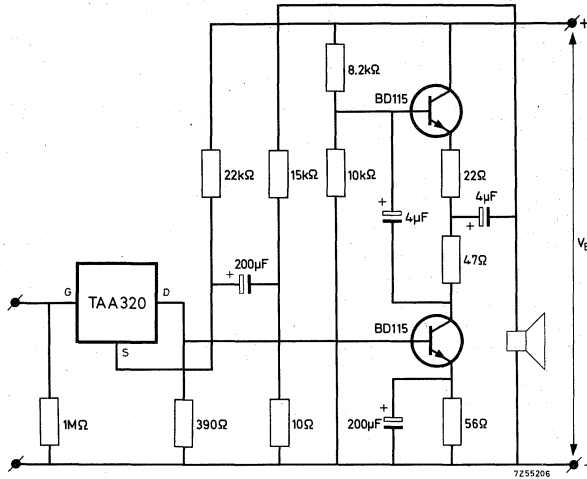 +
8.2kΩ
BD115
22kΩ
15kΩ
10kΩ
22Ω
+
4μF
4μF
+
200μF
+
47Ω
VB
G
TAA320
D
S
BD115
1MΩ
390Ω
10Ω
+
200μF
56Ω
-
7Z55206